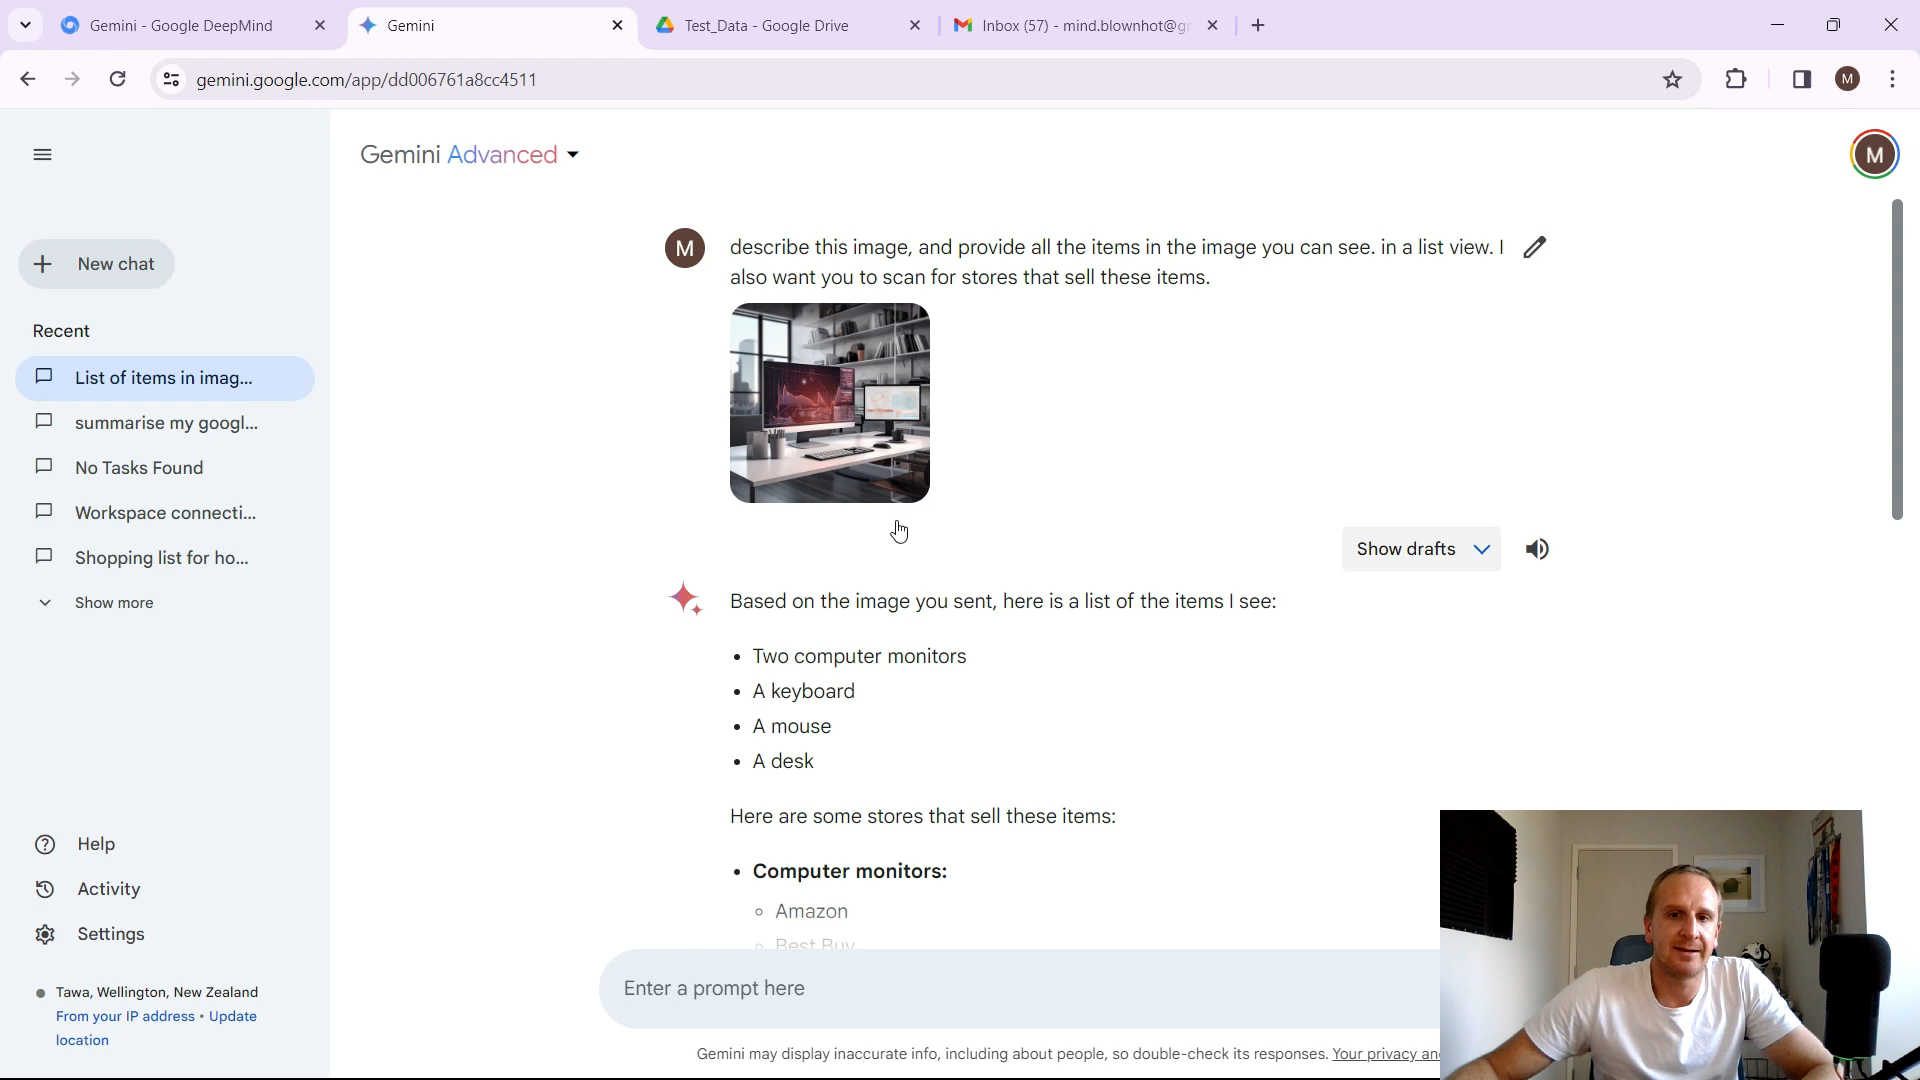 Gemini - Google DeepMind
Gemini
Test_Data - Google Drive
Inbox (57) - mind.blownhot@g
gemini.google.com/app/dd006761a8cc4511
M
Gemini Advanced
M
New chat
Recent
List of items in imag...
summarise my googl...
No Tasks Found
Workspace connecti...
Shopping list for ho...
Show more
Help
Activity
Settings
Tawa, Wellington, New Zealand
From your IP address • Update
location
M
describe this image, and provide all the items in the image you can see. in a list view. I
also want you to scan for stores that sell these items.
Show drafts
Based on the image you sent, here is a list of the items I see:
• Two computer monitors
• A keyboard
• A mouse
• A desk
Here are some stores that sell these items:
• Computer monitors:
Amazon
Best Buy
Enter a prompt here
Gemini may display inaccurate info, including about people, so double-check its responses. Your privacy an